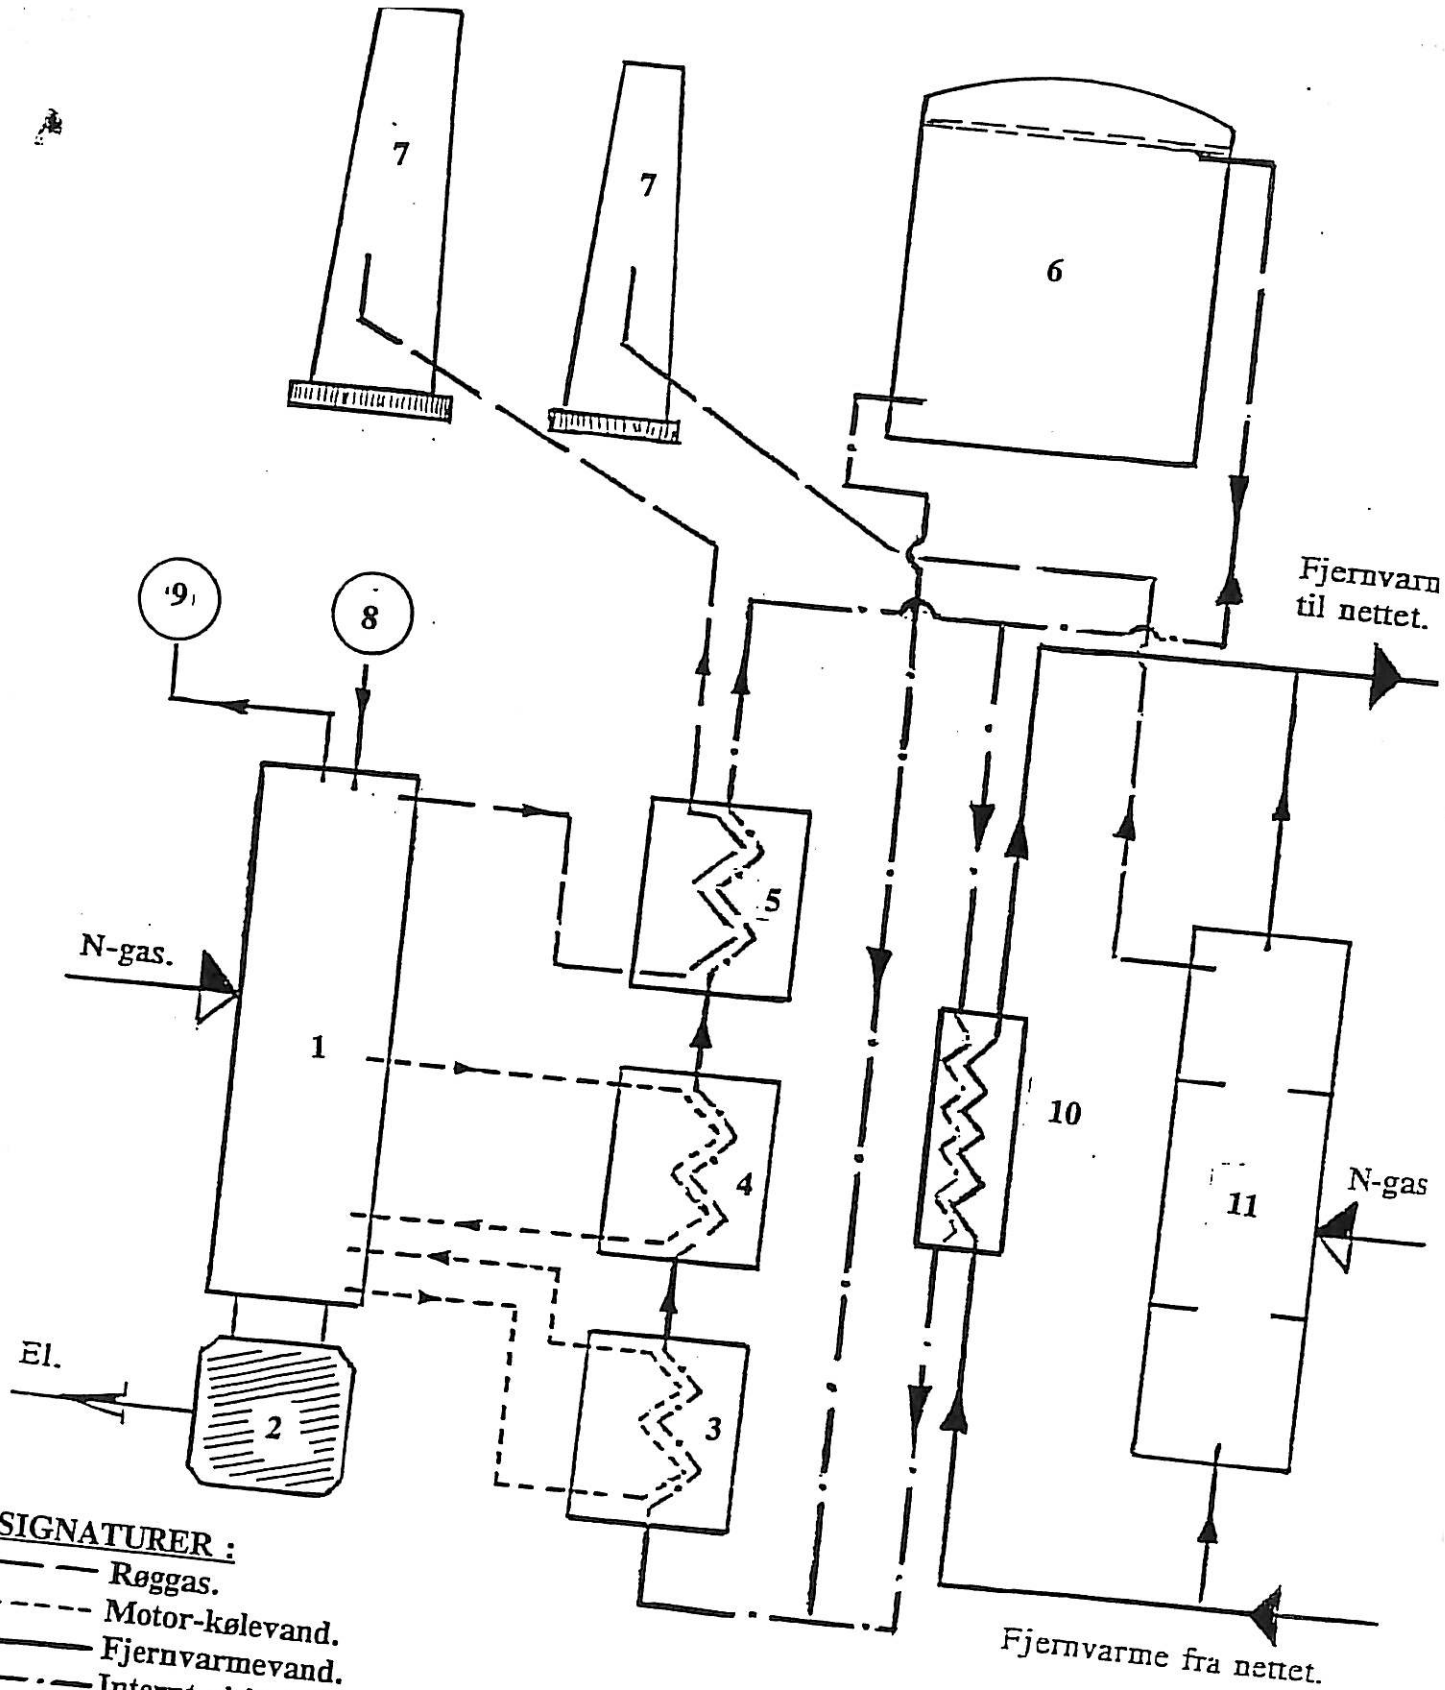 7
7
6
9
8
Fjernvarm
til nettet.
5
N-gas.
1
10
4
11
N-gas
El.
2
3
SIGNATURER :
Røggas.
Motor-kølevand.
Fjernvarmevand.
Fjernvarme fra nettet.